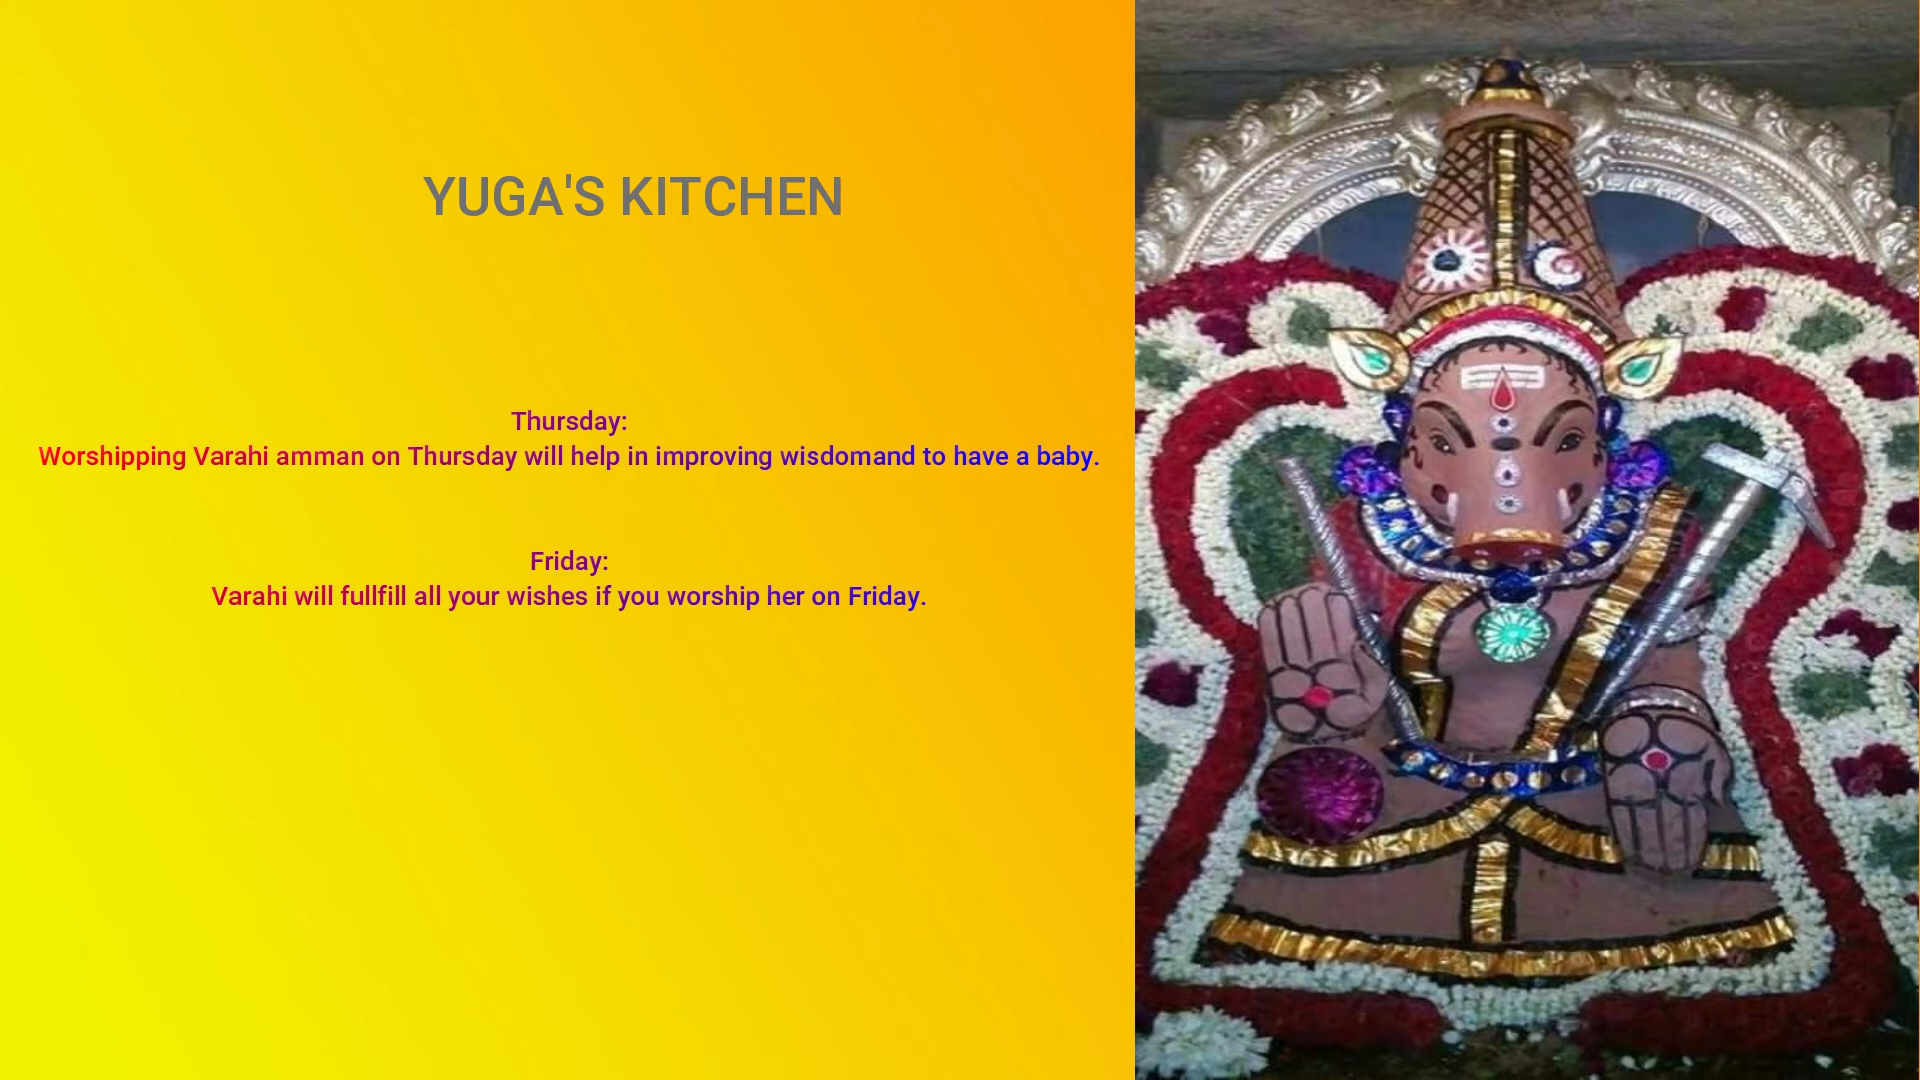 YUGA'S KITCHEN
Thursday:
Worshipping Varahi amman on Thursday will help in improving wisdomand to have a baby.
Friday:
Varahi will fullfill all your wishes if you worship her on Friday.